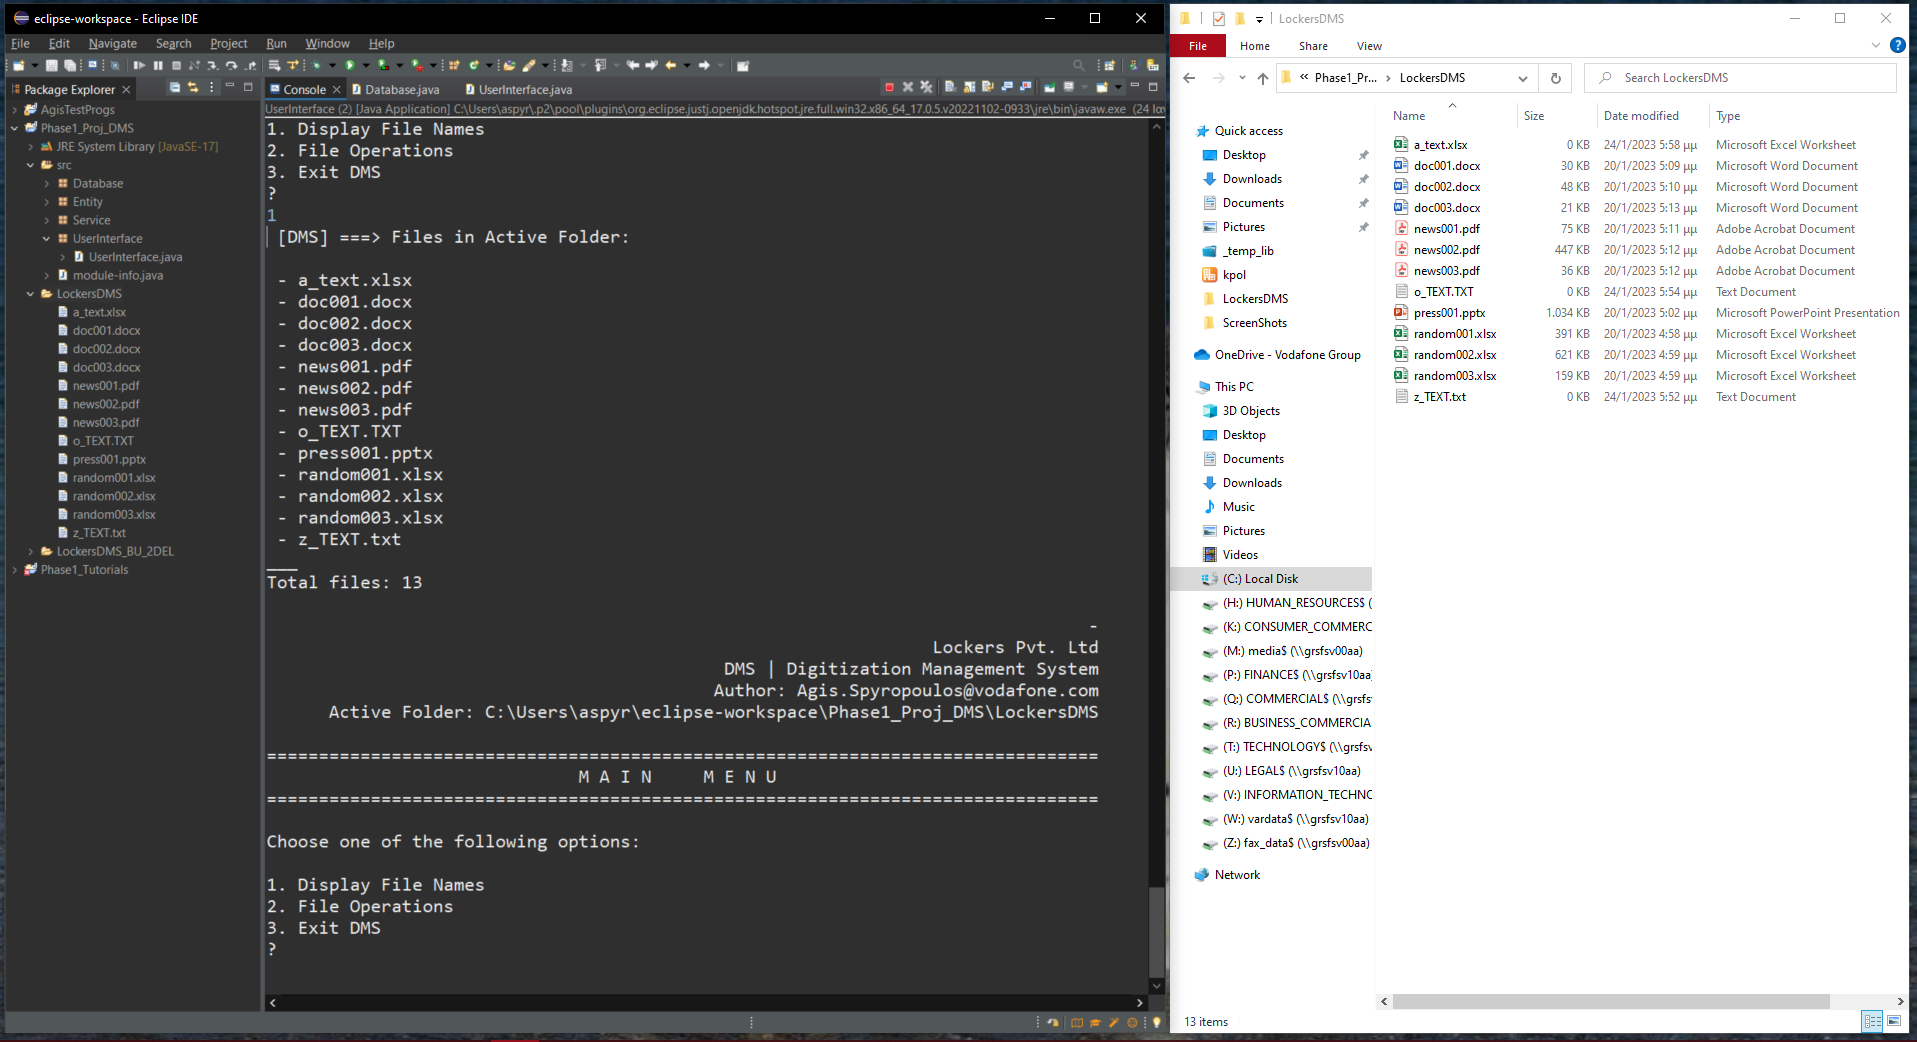 eclipse-workspace - Eclipse IDE
File Edit Navigate Search Project Run Window Help
Package Explorer
AgisTestProgs
Phase1_Proj_DMS
JRE System Library [JavaSE-17]
src
Database
Entity
Service
UserInterface
UserInterface.java
module-info.java
LockersDMS
a_text.xlsx
doc001.docx
doc002.docx
doc003.docx
news001.pdf
news002.pdf
news003.pdf
o_TEXT.TXT
press001.pptx
random001.xlsx
random002.xlsx
random003.xlsx
z_TEXT.txt
LockersDMS_BU_2DEL
Phase1_Tutorials
Console Database.java UserInterface.java
UserInterface (2) [Java Application] C:\Users\aspyr\.p2\pool\plugins\org.eclipse.justj.openjdk.hotspot.jre.full.win32.x86_64_17.0.5.v20221102-0933\jre\bin\javaw.exe (24 Ιαν
1. Display File Names
2. File Operations
3. Exit DMS
?
1
[DMS] ===> Files in Active Folder:
- a_text.xlsx
- doc001.docx
- doc002.docx
- doc003.docx
- news001.pdf
- news002.pdf
- news003.pdf
- o_TEXT.TXT
- press001.pptx
- random001.xlsx
- random002.xlsx
- random003.xlsx
- z_TEXT.txt
___
Total files: 13
-
Lockers Pvt. Ltd
DMS | Digitization Management System
Author: Agis.Spyropoulos@vodafone.com
Active Folder: C:\Users\aspyr\eclipse-workspace\Phase1_Proj_DMS\LockersDMS
================================================================================
M A I N     M E N U
================================================================================
Choose one of the following options:
1. Display File Names
2. File Operations
3. Exit DMS
?
LockersDMS
File Home Share View
« Phase1_Pr... › LockersDMS
Search LockersDMS
Quick access
Desktop
Downloads
Documents
Pictures
_temp_lib
kpol
LockersDMS
ScreenShots
OneDrive - Vodafone Group
This PC
3D Objects
Desktop
Documents
Downloads
Music
Pictures
Videos
(C:) Local Disk
(H:) HUMAN_RESOURCES$ (
(K:) CONSUMER_COMMERC
(M:) media$ (\\grsfsv00aa)
(P:) FINANCE$ (\\grsfsv10aa)
(Q:) COMMERCIAL$ (\\grsfs
(R:) BUSINESS_COMMERCIA
(T:) TECHNOLOGY$ (\\grsfsv
(U:) LEGAL$ (\\grsfsv10aa)
(V:) INFORMATION_TECHNC
(W:) vardata$ (\\grsfsv10aa)
(Z:) fax_data$ (\\grsfsv00aa)
Network
Name Size Date modified Type
a_text.xlsx 0 KB 24/1/2023 5:58 μμ Microsoft Excel Worksheet
doc001.docx 30 KB 20/1/2023 5:09 μμ Microsoft Word Document
doc002.docx 48 KB 20/1/2023 5:10 μμ Microsoft Word Document
doc003.docx 21 KB 20/1/2023 5:13 μμ Microsoft Word Document
news001.pdf 75 KB 20/1/2023 5:11 μμ Adobe Acrobat Document
news002.pdf 447 KB 20/1/2023 5:12 μμ Adobe Acrobat Document
news003.pdf 36 KB 20/1/2023 5:12 μμ Adobe Acrobat Document
o_TEXT.TXT 0 KB 24/1/2023 5:54 μμ Text Document
press001.pptx 1.034 KB 20/1/2023 5:02 μμ Microsoft PowerPoint Presentation
random001.xlsx 391 KB 20/1/2023 4:58 μμ Microsoft Excel Worksheet
random002.xlsx 621 KB 20/1/2023 4:59 μμ Microsoft Excel Worksheet
random003.xlsx 159 KB 20/1/2023 4:59 μμ Microsoft Excel Worksheet
z_TEXT.txt 0 KB 24/1/2023 5:52 μμ Text Document
13 items